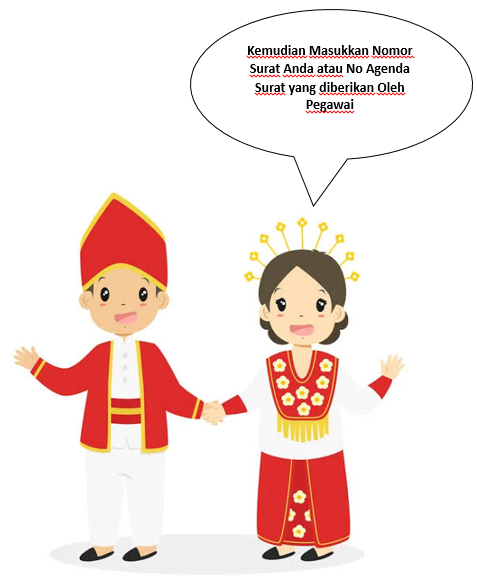 Kemudian Masukkan Nomor
Surat Anda atau No Agenda
Surat yang diberikan Oleh
Pegawai